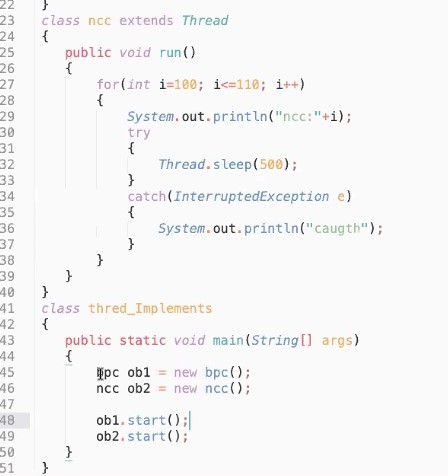 22 }
23 class ncc extends Thread
24 {
25 public void run()
26 {
27 for(int i=100; i<=110; i++)
28 {
29 System.out.println("ncc:"+i);
30 try
31 {
32 Thread.sleep(500);
33 }
34 catch(InterruptedException e)
35 {
36 System.out.println("caugth");
37 }
38 }
39 }
40 }
41 class thred_Implements
42 {
43 public static void main(String[] args)
44 {
45 bpc ob1 = new bpc();
46 ncc ob2 = new ncc();
47
48 ob1.start();
49 ob2.start();
50 }
51 }